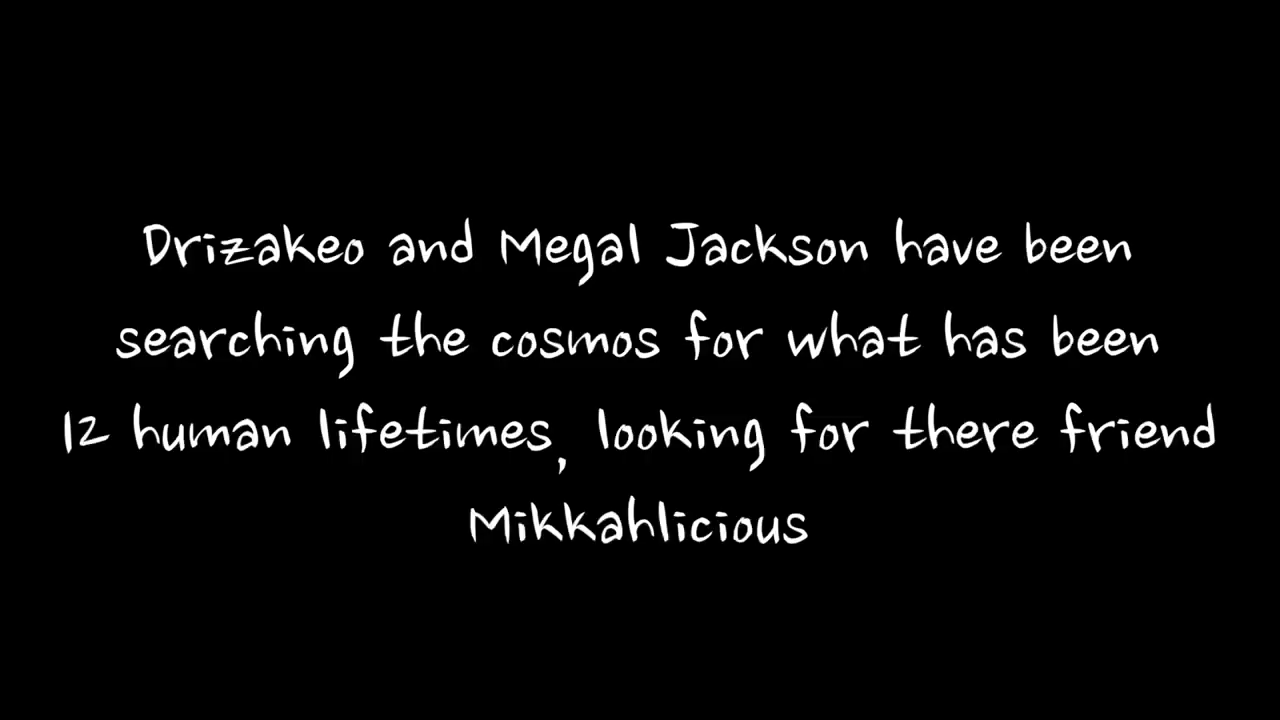 Drizakeo and Megal Jackson have been
searching the cosmos for what has been
12 human lifetimes, looking for there friend
Mikkahlicious